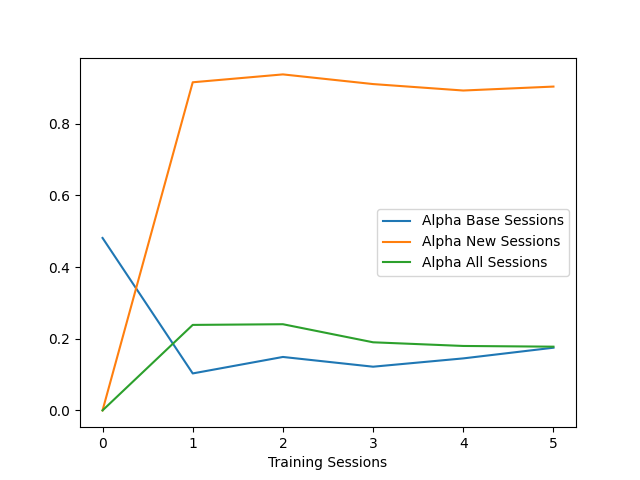 0.8
0.6
0.4
0.2
0.0
Alpha Base Sessions
Alpha New Sessions
Alpha All Sessions
0 1 2 3 4 5
Training Sessions